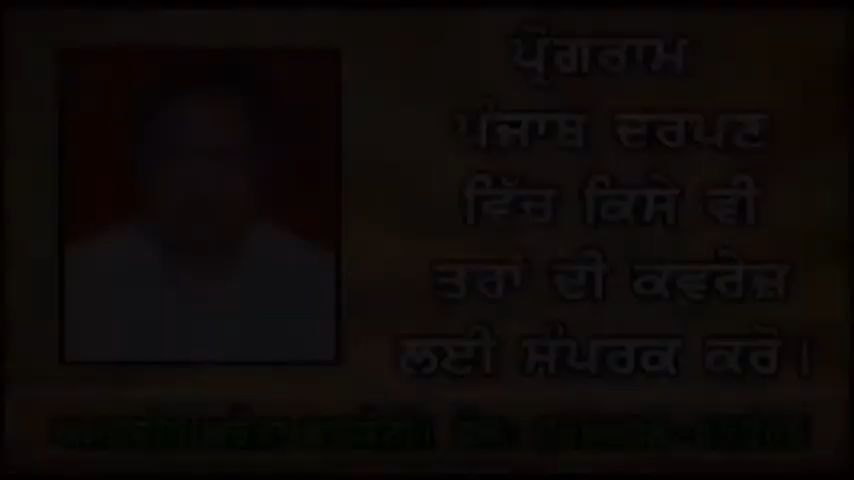 ਪ੍ਰੋਗਰਾਮ
ਪੰਜਾਬ ਦਰਪਣ
ਵਿੱਚ ਕਿਸੇ ਵੀ
ਤਰਾਂ ਦੀ ਕਵਰੇਜ਼
ਲਈ ਸੰਪਰਕ ਕਰੋ।